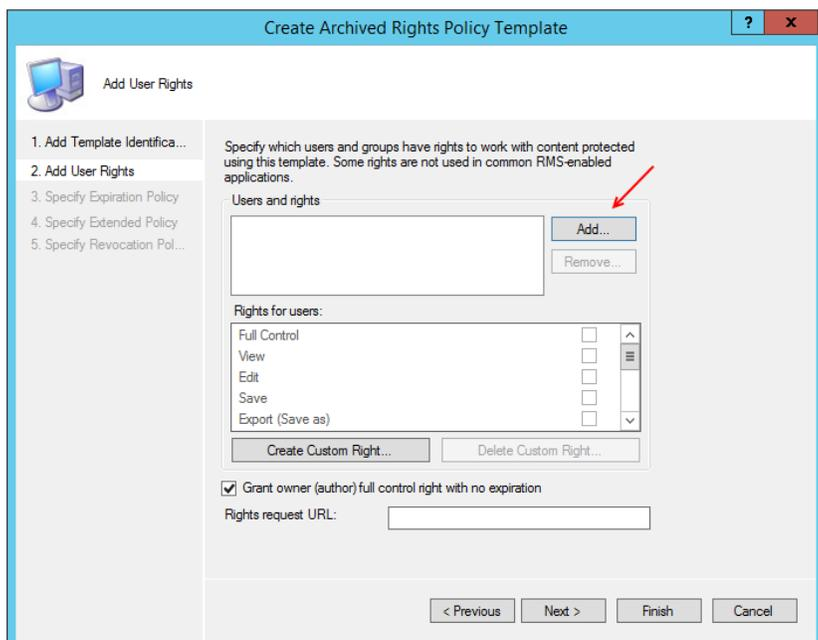 Create Archived Rights Policy Template
?
x
Add User Rights
1. Add Template Identifica...
2. Add User Rights
3. Specify Expiration Policy
4. Specify Extended Policy
5. Specify Revocation Pol...
Specify which users and groups have rights to work with content protected
using this template. Some rights are not used in common RMS-enabled
applications.
Users and rights
Add...
Remove...
Rights for users:
Full Control
View
Edit
Save
Export (Save as)
Create Custom Right...
Delete Custom Right...
Grant owner (author) full control right with no expiration
Rights request URL:
< Previous
Next >
Finish
Cancel